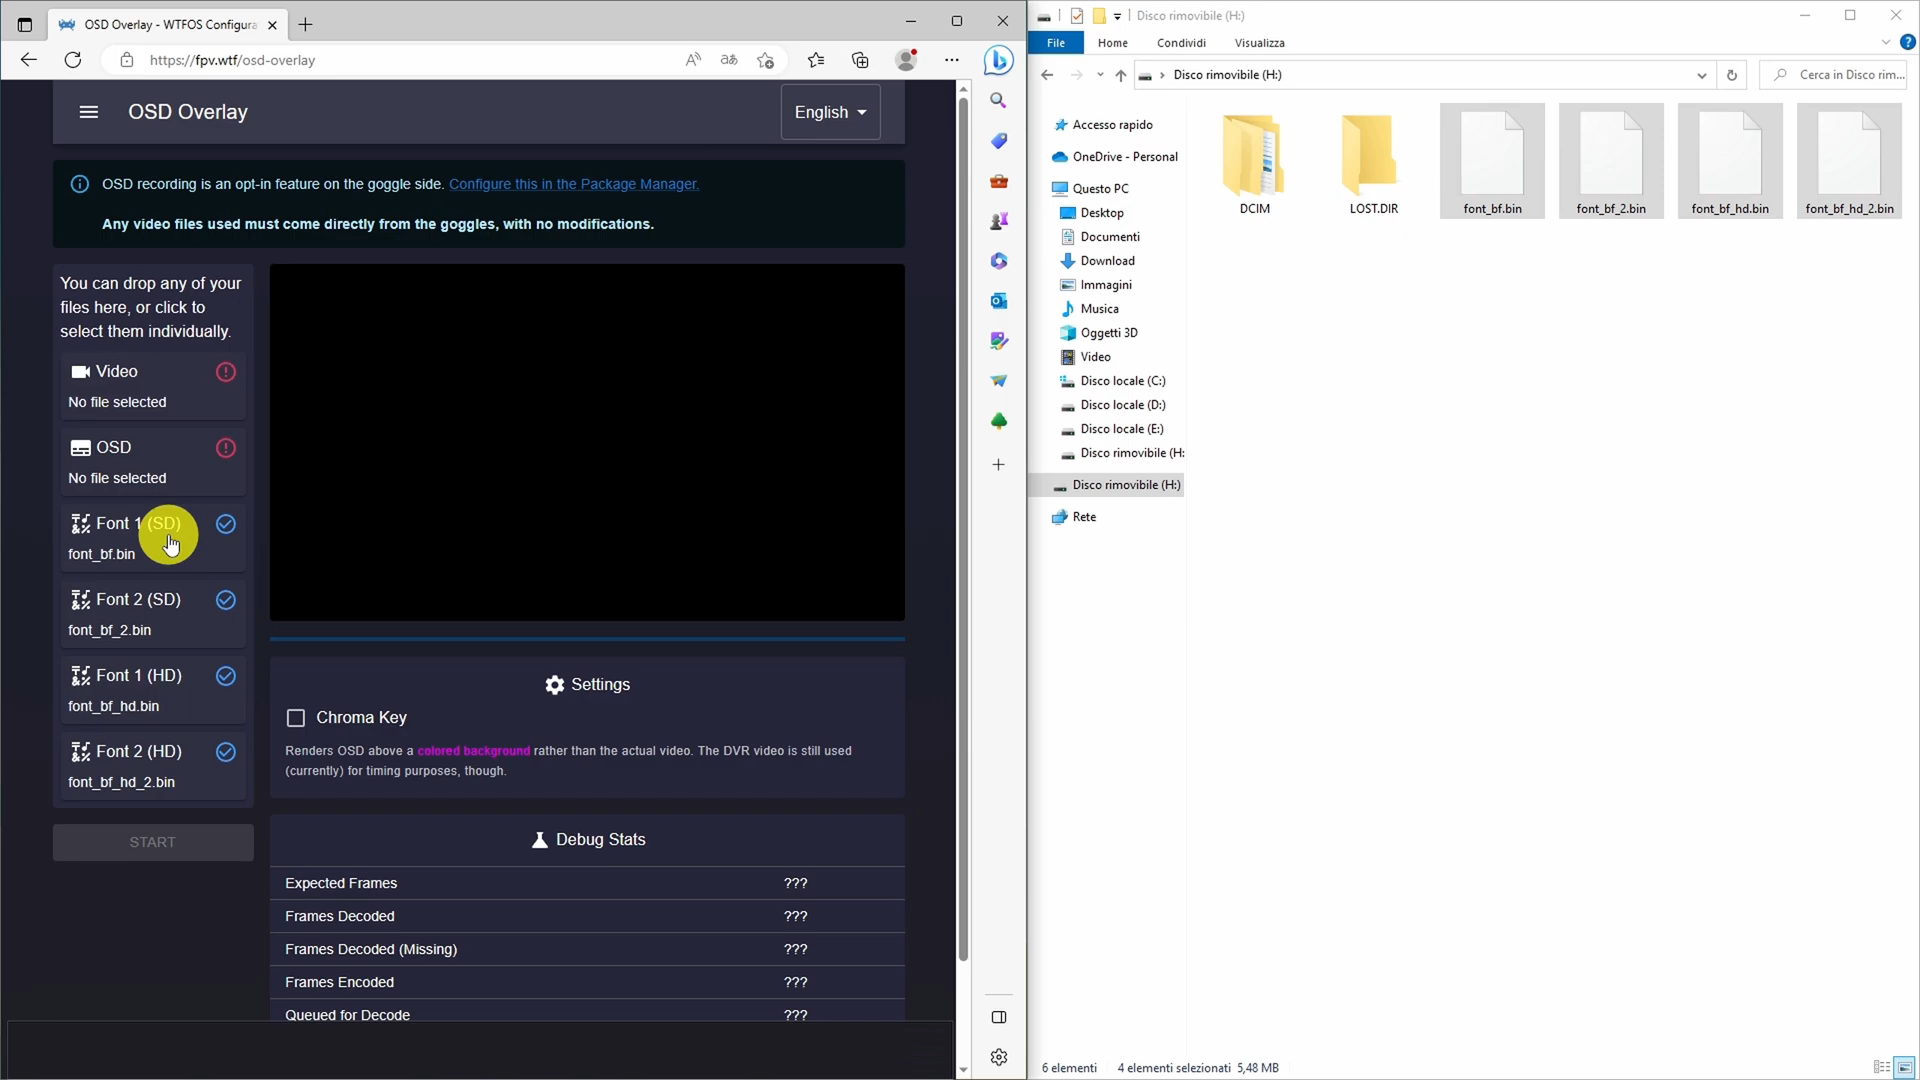 OSD Overlay - WTFOS Configura
https://fpv.wtf/osd-overlay
OSD Overlay
English
OSD recording is an opt-in feature on the goggle side. Configure this in the Package Manager.
Any video files used must come directly from the goggles, with no modifications.
You can drop any of your
files here, or click to
select them individually.
Video
No file selected
OSD
No file selected
Font 1 (SD)
font_bf.bin
Font 2 (SD)
font_bf_2.bin
Font 1 (HD)
font_bf_hd.bin
Font 2 (HD)
font_bf_hd_2.bin
START
Settings
Chroma Key
Renders OSD above a colored background rather than the actual video. The DVR video is still used
(currently) for timing purposes, though.
Debug Stats
Expected Frames ???
Frames Decoded ???
Frames Decoded (Missing) ???
Frames Encoded ???
Queued for Decode ???
Disco rimovibile (H:)
File Home Condividi Visualizza
Disco rimovibile (H:)
Cerca in Disco rim...
Accesso rapido
OneDrive - Personal
Questo PC
Desktop
Documenti
Download
Immagini
Musica
Oggetti 3D
Video
Disco locale (C:)
Disco locale (D:)
Disco locale (E:)
Disco rimovibile (H:
Disco rimovibile (H:)
Rete
DCIM
LOST.DIR
font_bf.bin
font_bf_2.bin
font_bf_hd.bin
font_bf_hd_2.bin
6 elementi 4 elementi selezionati 5,48 MB